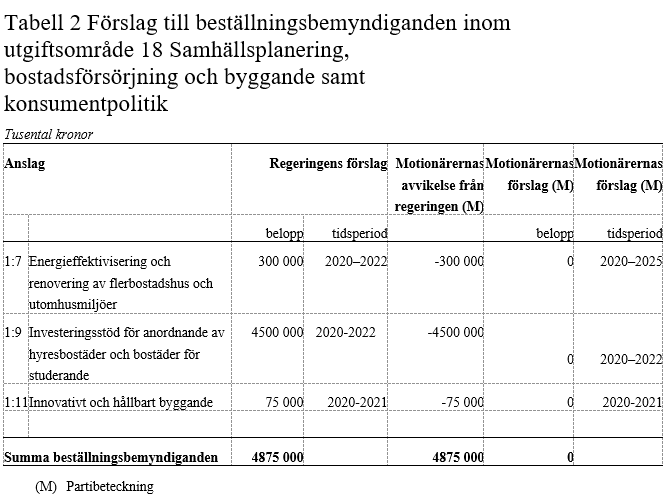 Tabell 2 Förslag till beställningsbemyndiganden inom
utgiftsområde 18 Samhällsplanering,
bostadsförsörjning och byggande samt
konsumentpolitik
Tusental kronor
Anslag Regeringens förslag Motionärernas Motionärernas Motionärernas
avvikelse från förslag (M) förslag (M)
regeringen (M)
belopp tidsperiod belopp tidsperiod
1:7 Energieffektivisering och 300 000 2020–2022 -300 000 0 2020–2025
renovering av flerbostadshus och
utomhusmiljöer
1:9 Investeringsstöd för anordnande av 4500 000 2020-2022 -4500 000
hyresbostäder och bostäder för 0 2020–2022
studerande
1:11 Innovativt och hållbart byggande 75 000 2020-2021 -75 000 0 2020-2021
Summa beställningsbemyndiganden 4875 000 4875 000 0
(M) Partibeteckning